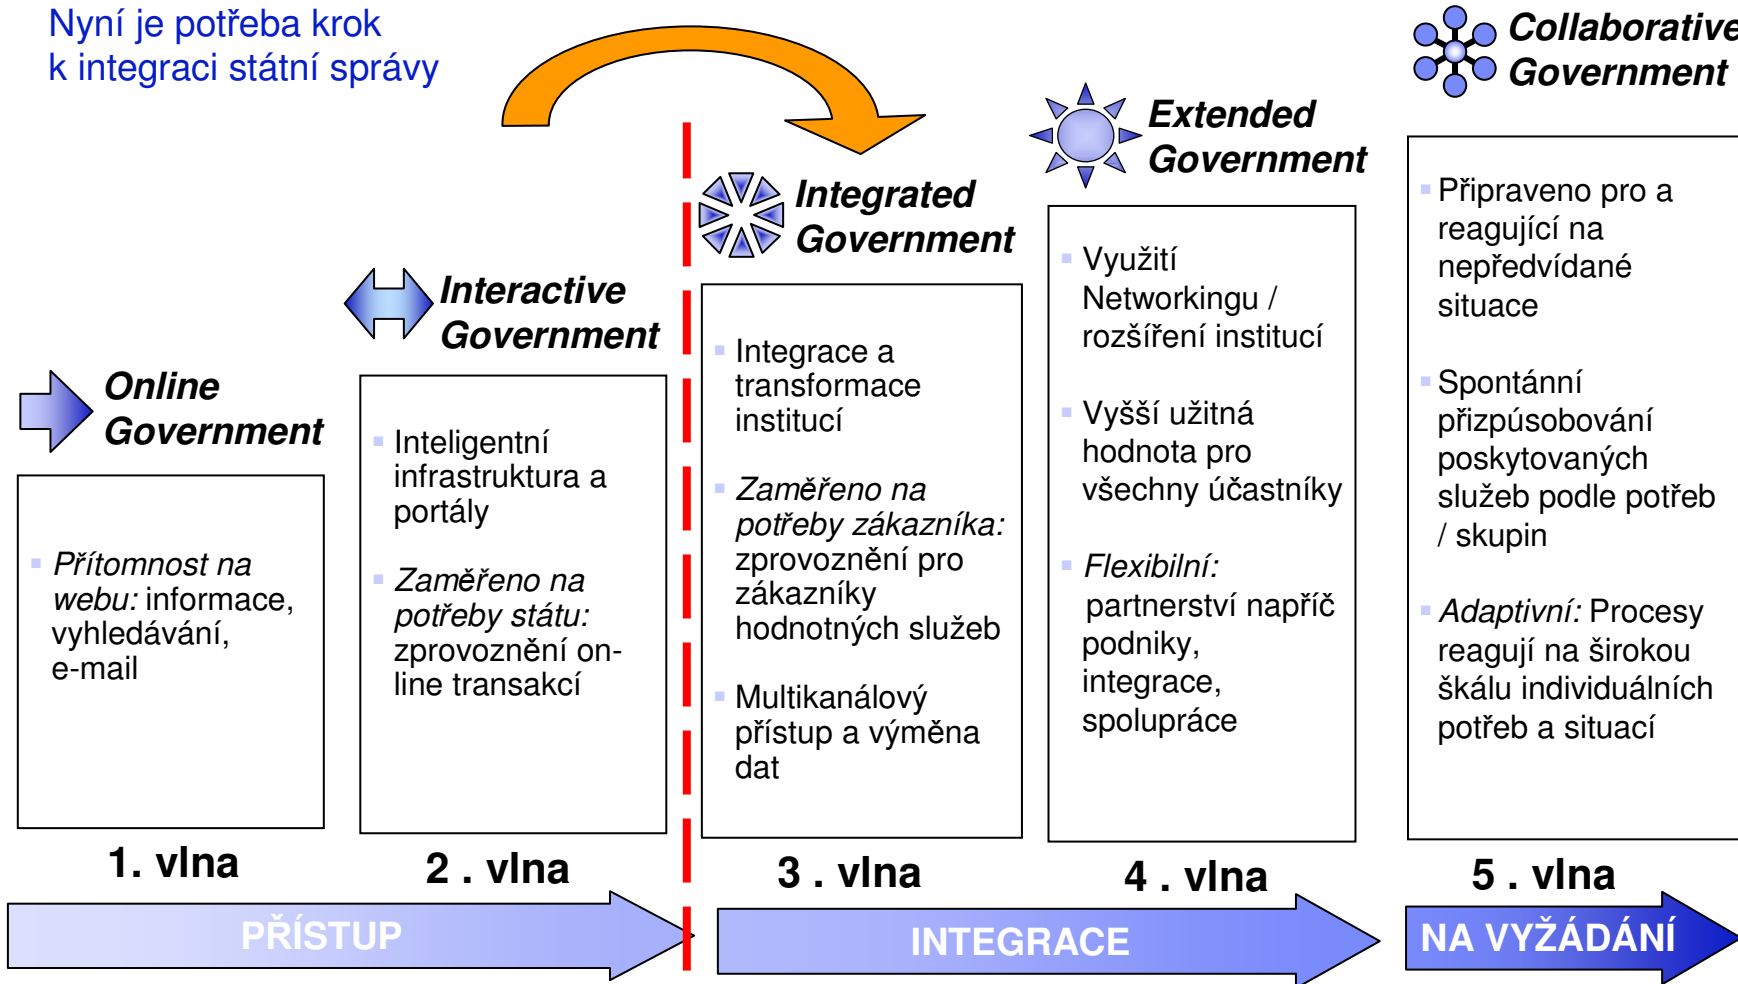 Nyní je potřeba krok
k integraci státní správy
Online
Government
Přítomnost na
webu: informace,
vyhledávání,
e-mail
1. vlna
Interactive
Government
Inteligentní
infrastruktura a
portály
Zaměřeno na
potřeby státu:
zprovoznění on-
line transakcí
2 . vlna
PŘÍSTUP
Integrated
Government
Integrace a
transformace
institucí
Zaměřeno na
potřeby zákazníka:
zprovoznění pro
zákazníky
hodnotných služeb
Multikanálový
přístup a výměna
dat
3 . vlna
Extended
Government
Využití
Networkingu /
rozšíření institucí
Vyšší užitná
hodnota pro
všechny účastníky
Flexibilní:
partnerství napříč
podniky,
integrace,
spolupráce
4 . vlna
INTEGRACE
Collaborative
Government
Připraveno pro a
reagující na
nepředvídané
situace
Spontánní
přizpúsobování
poskytovaných
služeb podle potřeb
/ skupin
Adaptivní: Procesy
reagují na širokou
škálu individuálních
potřeb a situací
5 . vlna
NA VYŽÁDÁNÍ